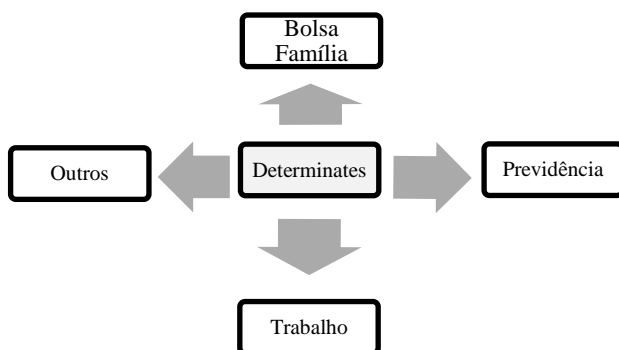 Bolsa
Família
Outros
Determinates
Previdência
Trabalho